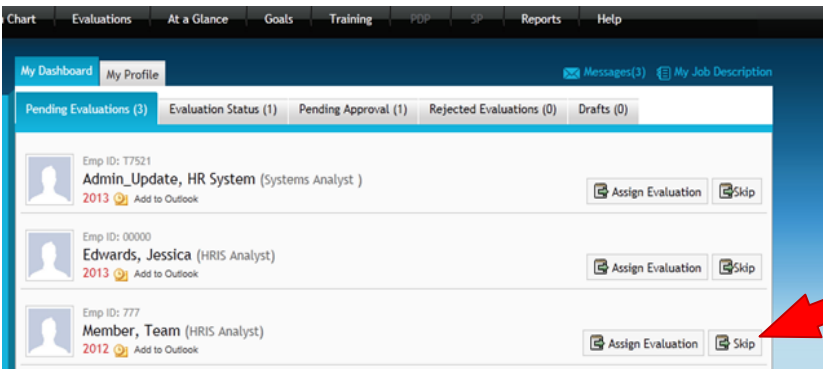 Chart Evaluations At a Glance Goals Training PDP SP Reports Help
My Dashboard My Profile Messages(3) My Job Description
Pending Evaluations (3) Evaluation Status (1) Pending Approval (1) Rejected Evaluations (0) Drafts (0)
Emp ID: T7521
Admin_Update, HR System (Systems Analyst )
2013 Add to Outlook
Assign Evaluation Skip
Emp ID: 00000
Edwards, Jessica (HRIS Analyst)
2013 Add to Outlook
Assign Evaluation Skip
Emp ID: 777
Member, Team (HRIS Analyst)
2012 Add to Outlook
Assign Evaluation Skip